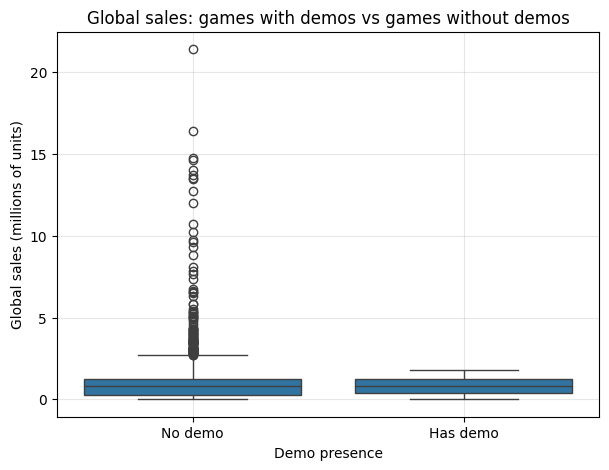 Global sales: games with demos vs games without demos
Global sales (millions of units)
20
15
10
5
0
No demo
Has demo
Demo presence